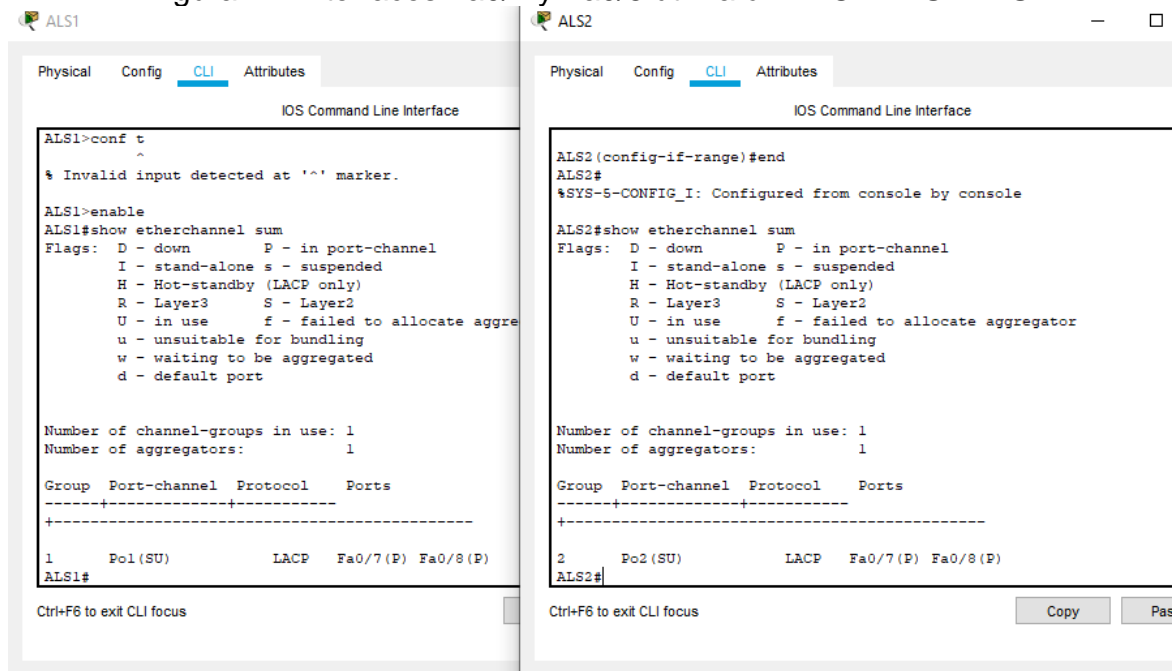 ALS1
Physical Config CLI Attributes
IOS Command Line Interface
ALS1>conf t
^
% Invalid input detected at '^' marker.
ALS1>enable
ALS1#show etherchannel sum
Flags: D - down P - in port-channel
I - stand-alone s - suspended
H - Hot-standby (LACP only)
R - Layer3 S - Layer2
U - in use f - failed to allocate aggre
u - unsuitable for bundling
w - waiting to be aggregated
d - default port
Number of channel-groups in use: 1
Number of aggregators: 1
Group Port-channel Protocol Ports
------+-------------+-----------
+----------------------------------------------
1 Po1(SU) LACP Fa0/7(P) Fa0/8(P)
ALS1#
Ctrl+F6 to exit CLI focus
ALS2
Physical Config CLI Attributes
IOS Command Line Interface
ALS2(config-if-range)#end
ALS2#
%SYS-5-CONFIG_I: Configured from console by console
ALS2#show etherchannel sum
Flags: D - down P - in port-channel
I - stand-alone s - suspended
H - Hot-standby (LACP only)
R - Layer3 S - Layer2
U - in use f - failed to allocate aggregator
u - unsuitable for bundling
w - waiting to be aggregated
d - default port
Number of channel-groups in use: 1
Number of aggregators: 1
Group Port-channel Protocol Ports
------+-------------+-----------
+----------------------------------------------
2 Po2(SU) LACP Fa0/7(P) Fa0/8(P)
ALS2#
Ctrl+F6 to exit CLI focus
Copy Pas